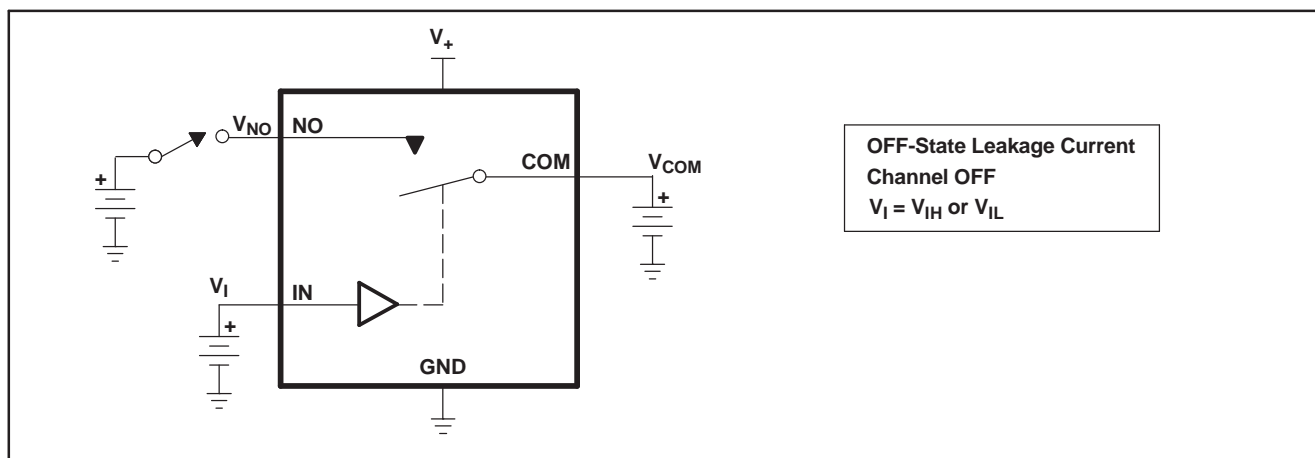 V+
VNO NO
+
COM VCOM
+
VI IN
+
GND
OFF-State Leakage Current
Channel OFF
VI = VIH or VIL